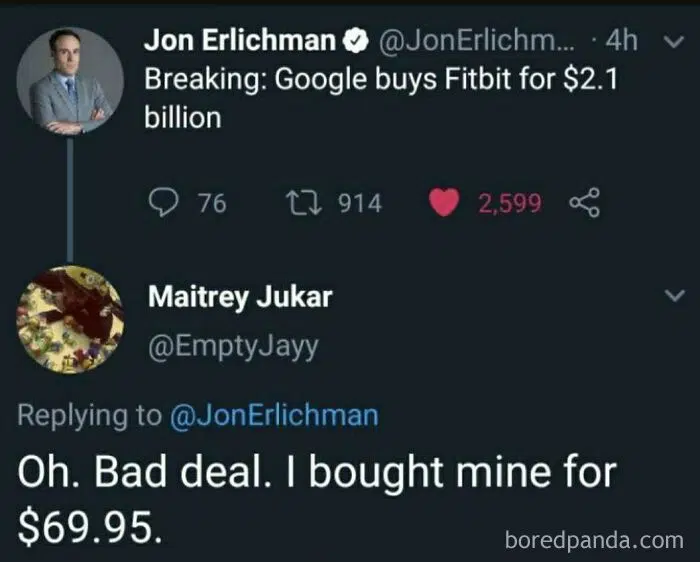 Jon Erlichman @JonErlichm... · 4h
Breaking: Google buys Fitbit for $2.1
billion
76 914 2,599
Maitrey Jukar
@EmptyJayy
Replying to @JonErlichman
Oh. Bad deal. I bought mine for
$69.95.
boredpanda.com